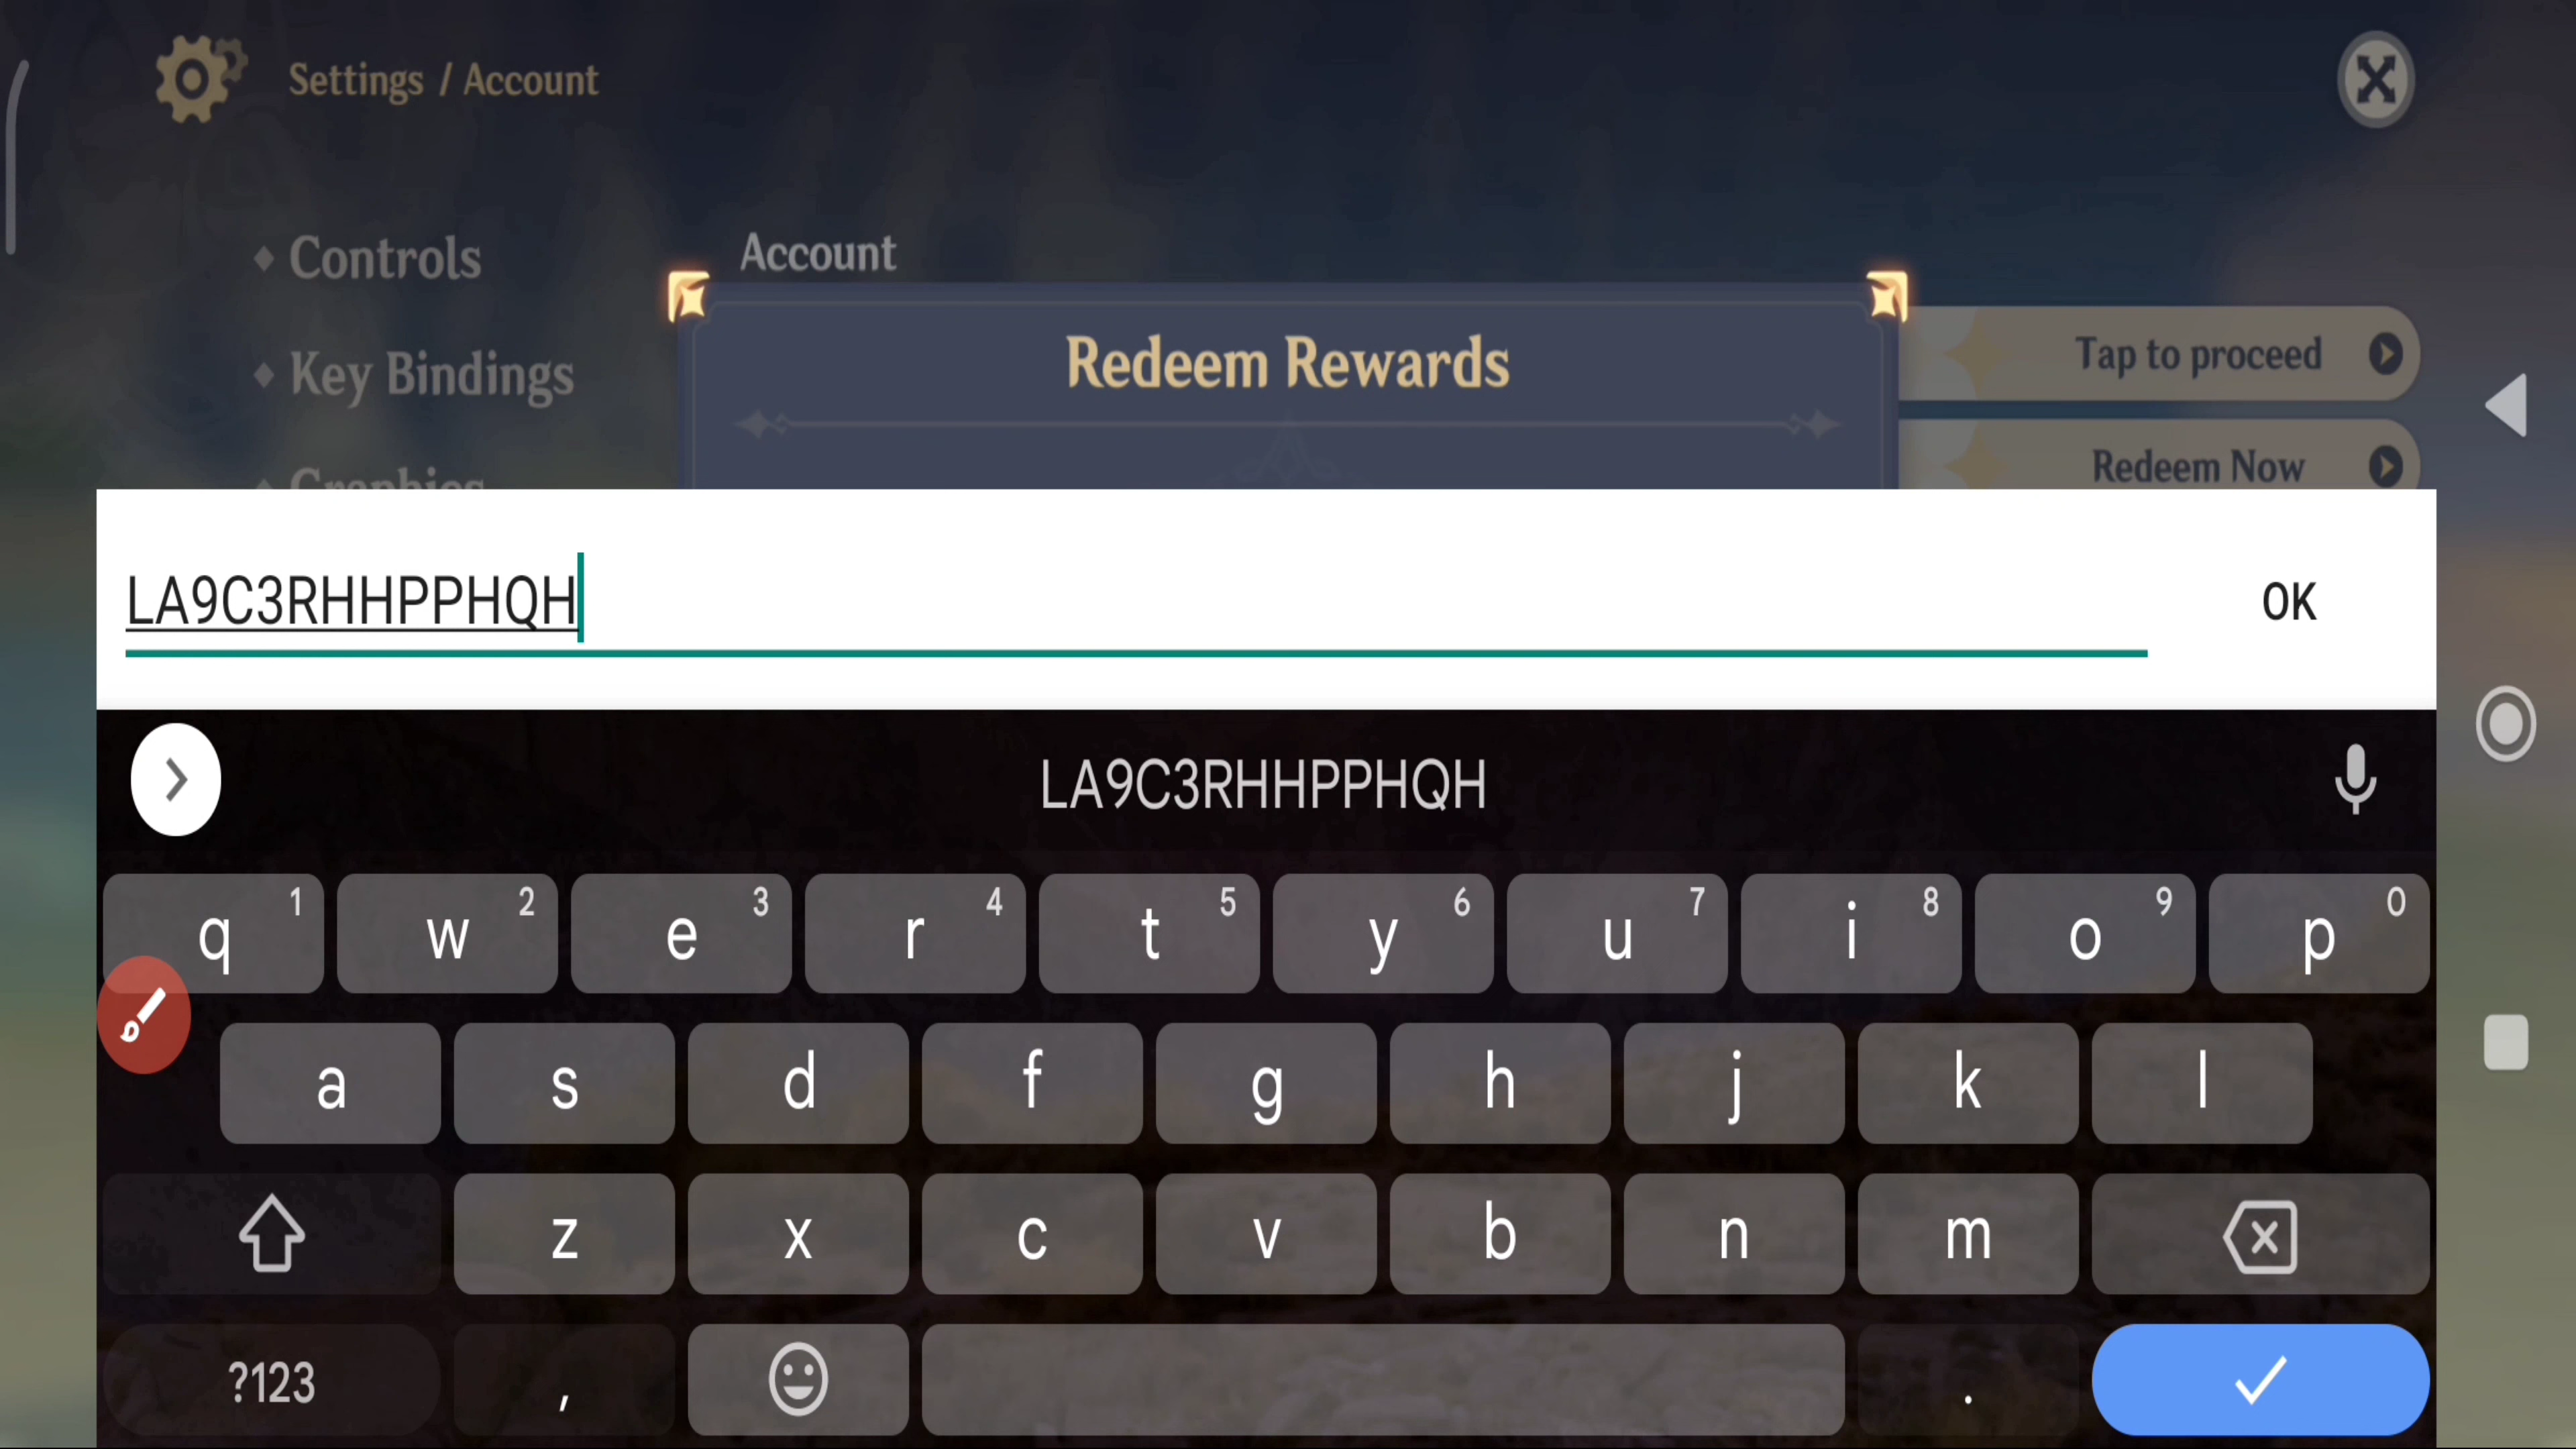 Settings / Account
Controls
Account
Key Bindings
Redeem Rewards
Tap to proceed
Graphics
Redeem Now
LA9C3RHHPPHQH
OK
LA9C3RHHPPHQH
q 1 w 2 e 3 r 4 t 5 y 6 u 7 i 8 o 9 p 0
a s d f g h j k l
z x c v b n m
?123 , .